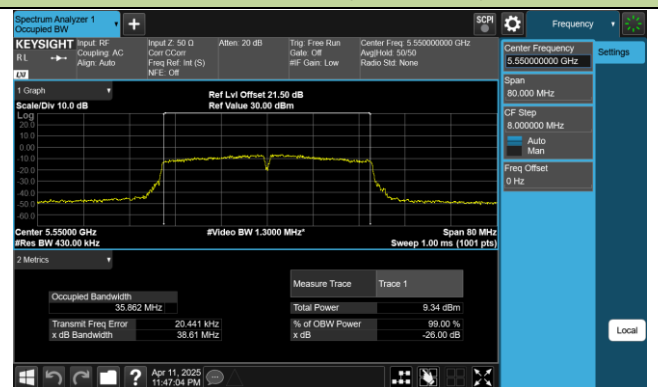 Spectrum Analyzer 1
Occupied BW
SCPI
Frequency
KEYSIGHT
RL
Input: RF
Coupling: AC
Align: Auto
Input Z: 50 Ω
Corr CCorr
Freq Ref: Int (S)
NFE: Off
Atten: 20 dB
Trig: Free Run
Gate: Off
#IF Gain: Low
Center Freq: 5.550000000 GHz
Avg|Hold: 50/50
Radio Std: None
Center Frequency
5.550000000 GHz
Settings
Span
80.000 MHz
CF Step
8.000000 MHz
Auto
Man
Freq Offset
0 Hz
1 Graph
Scale/Div 10.0 dB
Ref Lvl Offset 21.50 dB
Ref Value 30.00 dBm
Log
20.0
10.0
0.00
-10.0
-20.0
-30.0
-40.0
-50.0
-60.0
Center 5.55000 GHz
#Res BW 430.00 kHz
#Video BW 1.3000 MHz*
Span 80 MHz
Sweep 1.00 ms (1001 pts)
2 Metrics
Measure Trace Trace 1
Occupied Bandwidth
35.862 MHz
Total Power 9.34 dBm
Transmit Freq Error 20.441 kHz
% of OBW Power 99.00 %
x dB Bandwidth 38.61 MHz
x dB -26.00 dB
Local
Apr 11, 2025
11:47:04 PM